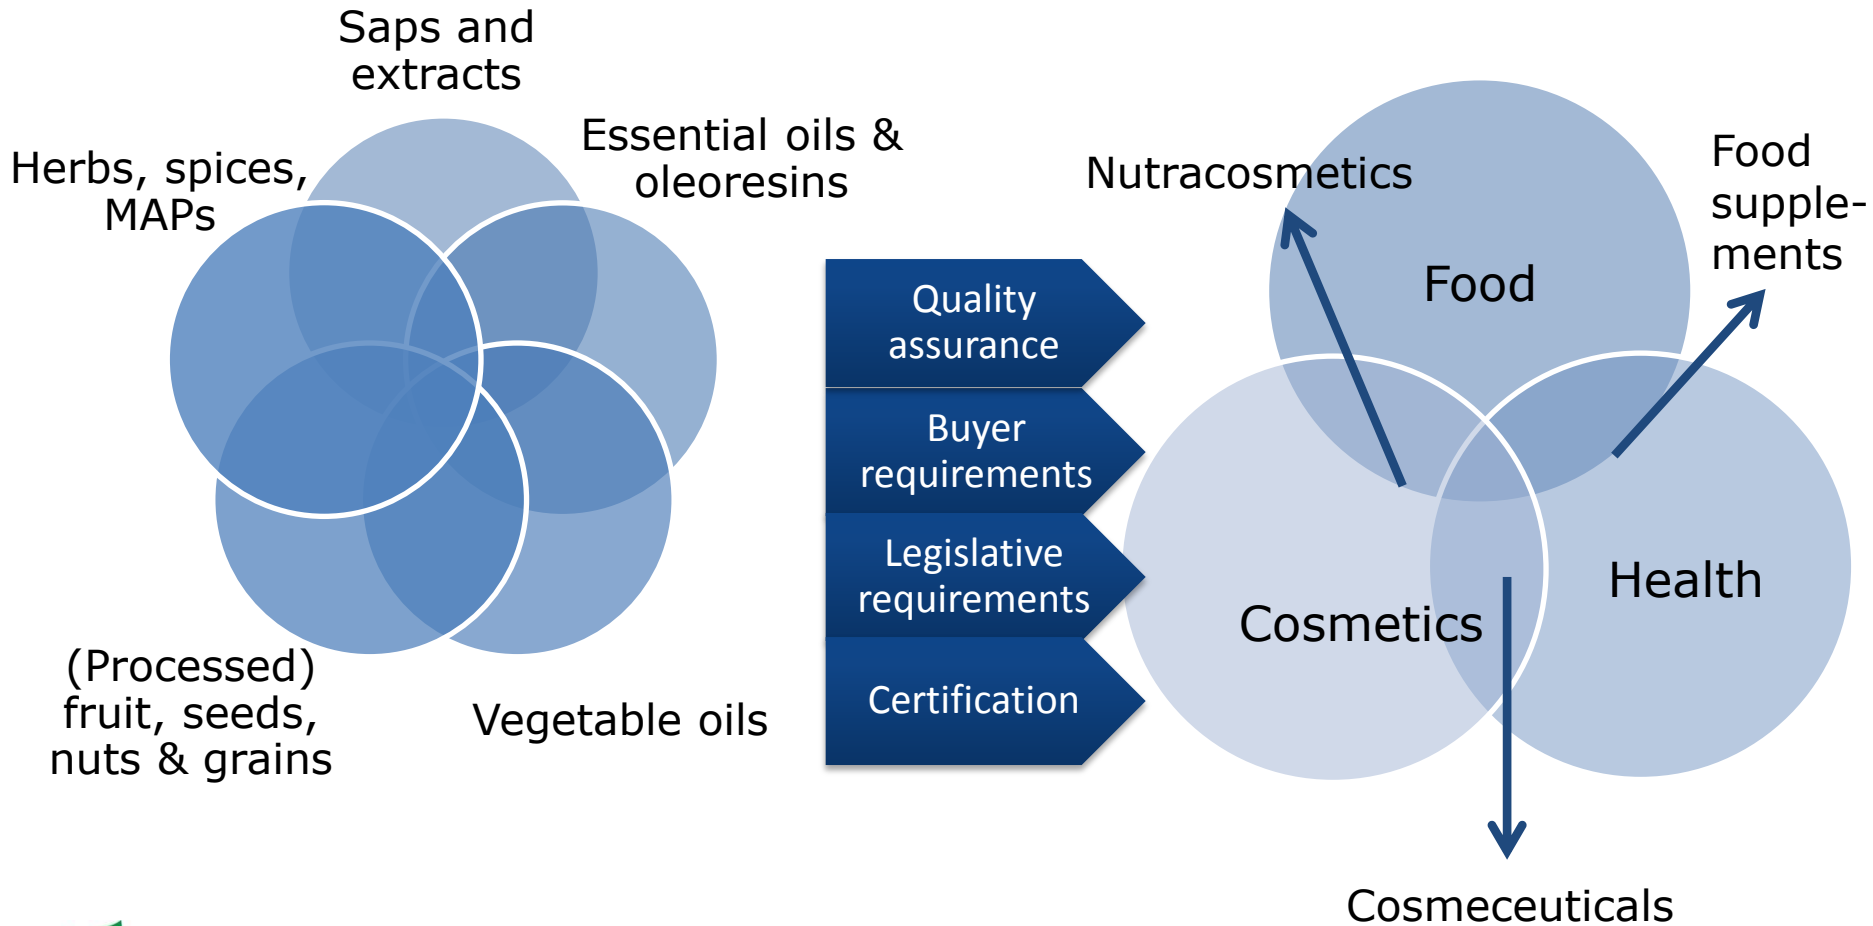 Saps and
extracts
Essential oils &
oleoresins
Herbs, spices,
MAPs
(Processed)
fruit, seeds,
nuts & grains
Vegetable oils
Quality
assurance
Buyer
requirements
Legislative
requirements
Certification
Nutracosmetics
Food
supple-
ments
Food
Health
Cosmetics
Cosmeceuticals